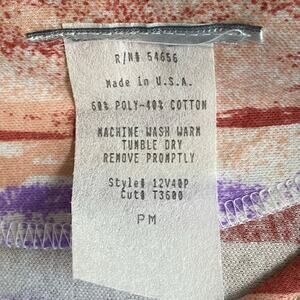 R/N# 54656
Made in U.S.A.
60% POLY-40% COTTON
MACHINE WASH WARM
TUMBLE DRY
REMOVE PROMPTLY
Style# 12V40P
Cut# T3600
PM